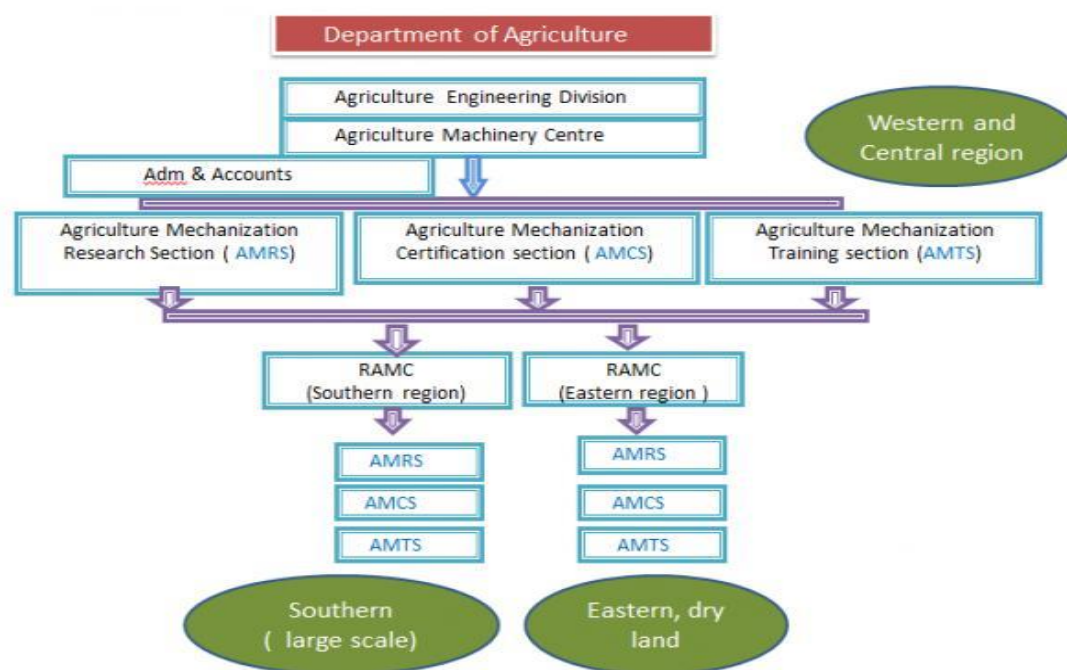 Department of Agriculture
Agriculture Engineering Division
Agriculture Machinery Centre
Western and
Central region
Adm & Accounts
Agriculture Mechanization
Research Section ( AMRS)
Agriculture Mechanization
Certification section ( AMCS)
Agriculture Mechanization
Training section (AMTS)
RAMC
(Southern region)
RAMC
(Eastern region )
AMRS
AMCS
AMTS
AMRS
AMCS
AMTS
Southern
( large scale)
Eastern, dry
land